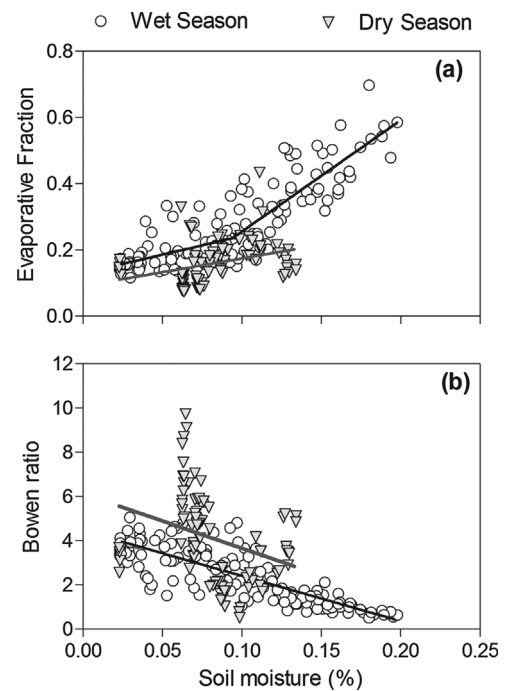 Wet Season Dry Season
(a)
0.8
0.6
0.4
0.2
0.0
Evaporative Fraction
(b)
12
10
8
6
4
2
0
Bowen ratio
0.00 0.05 0.10 0.15 0.20 0.25
Soil moisture (%)